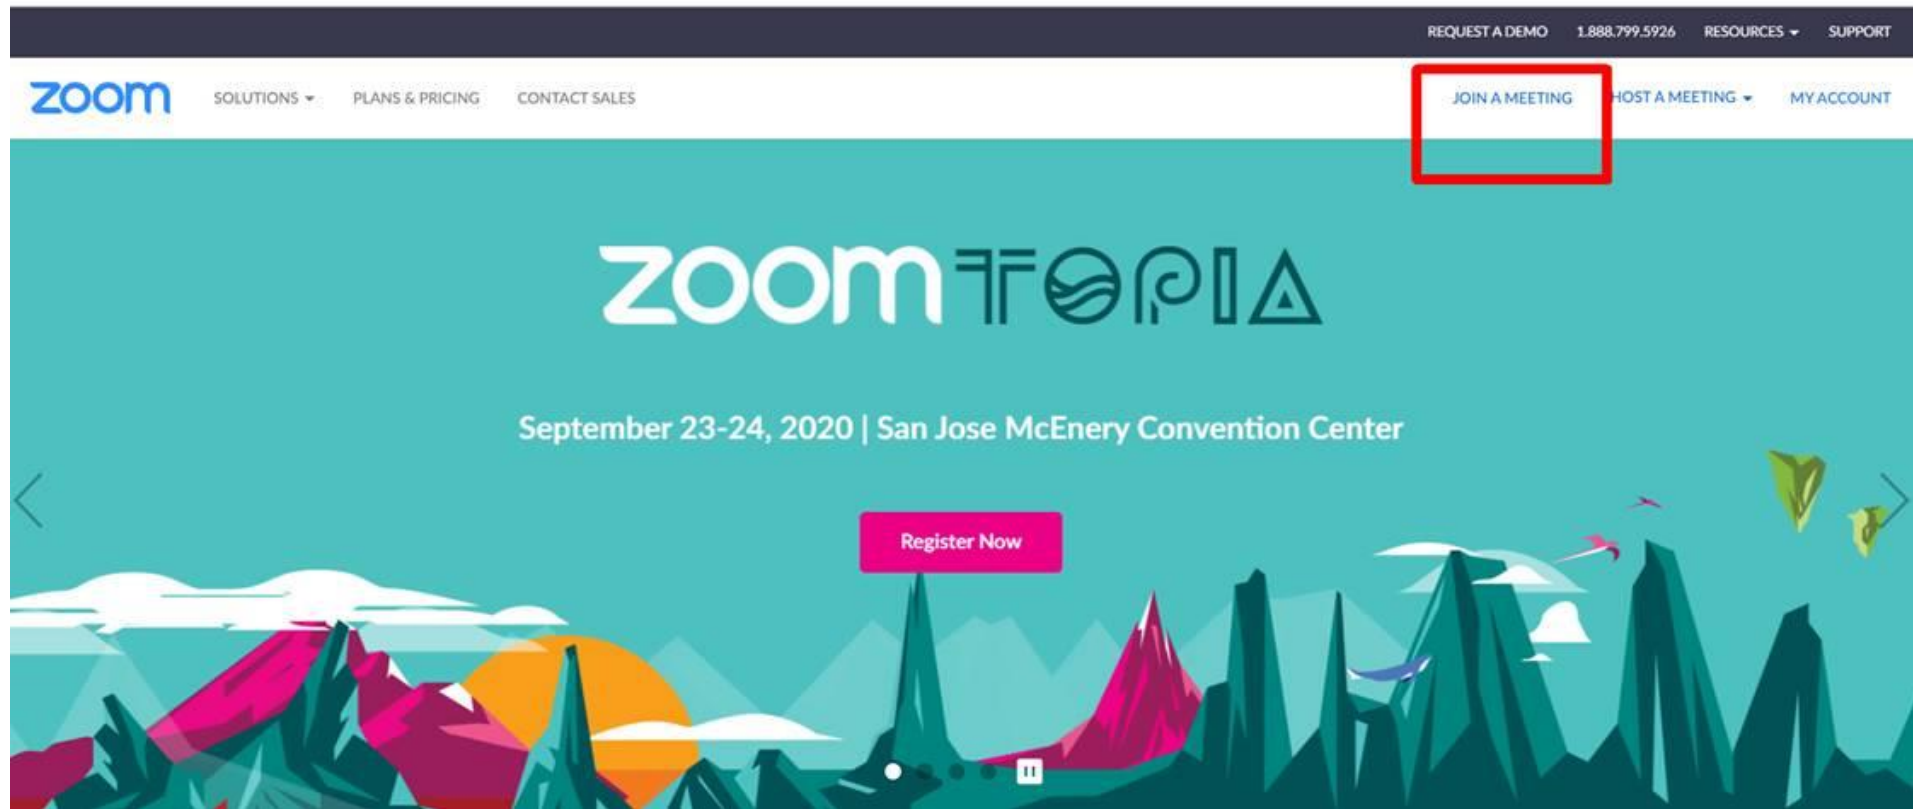 REQUEST A DEMO 1.888.799.5926 RESOURCES SUPPORT
zoom SOLUTIONS PLANS & PRICING CONTACT SALES JOIN A MEETING HOST A MEETING MY ACCOUNT
zoomTOPIA
September 23-24, 2020 | San Jose McEnery Convention Center
Register Now